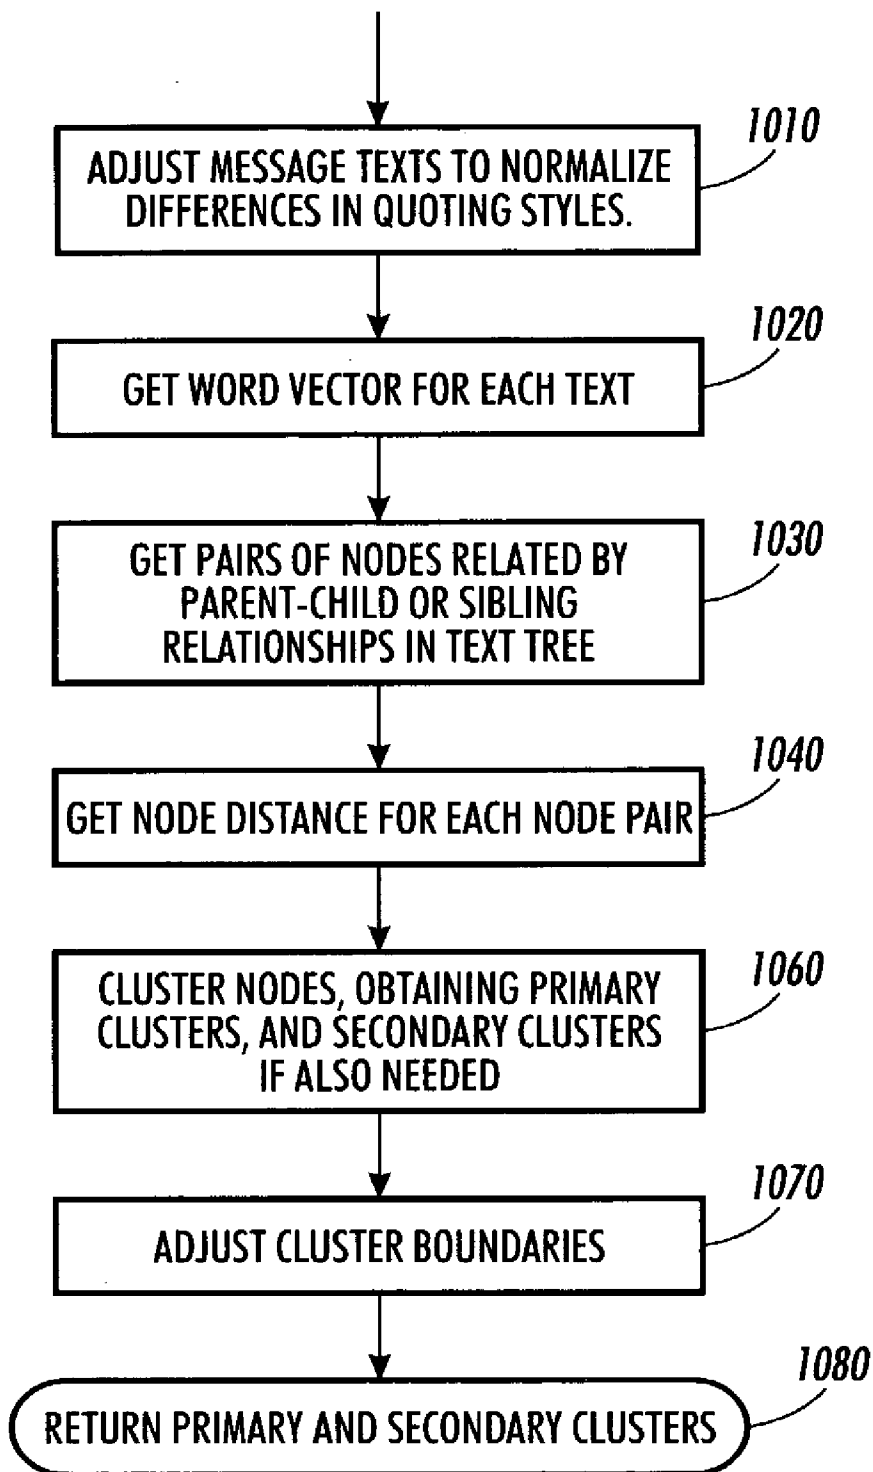 1010
ADJUST MESSAGE TEXTS TO NORMALIZE
DIFFERENCES IN QUOTING STYLES.
1020
GET WORD VECTOR FOR EACH TEXT
1030
GET PAIRS OF NODES RELATED BY
PARENT-CHILD OR SIBLING
RELATIONSHIPS IN TEXT TREE
1040
GET NODE DISTANCE FOR EACH NODE PAIR
1060
CLUSTER NODES, OBTAINING PRIMARY
CLUSTERS, AND SECONDARY CLUSTERS
IF ALSO NEEDED
1070
ADJUST CLUSTER BOUNDARIES
1080
RETURN PRIMARY AND SECONDARY CLUSTERS